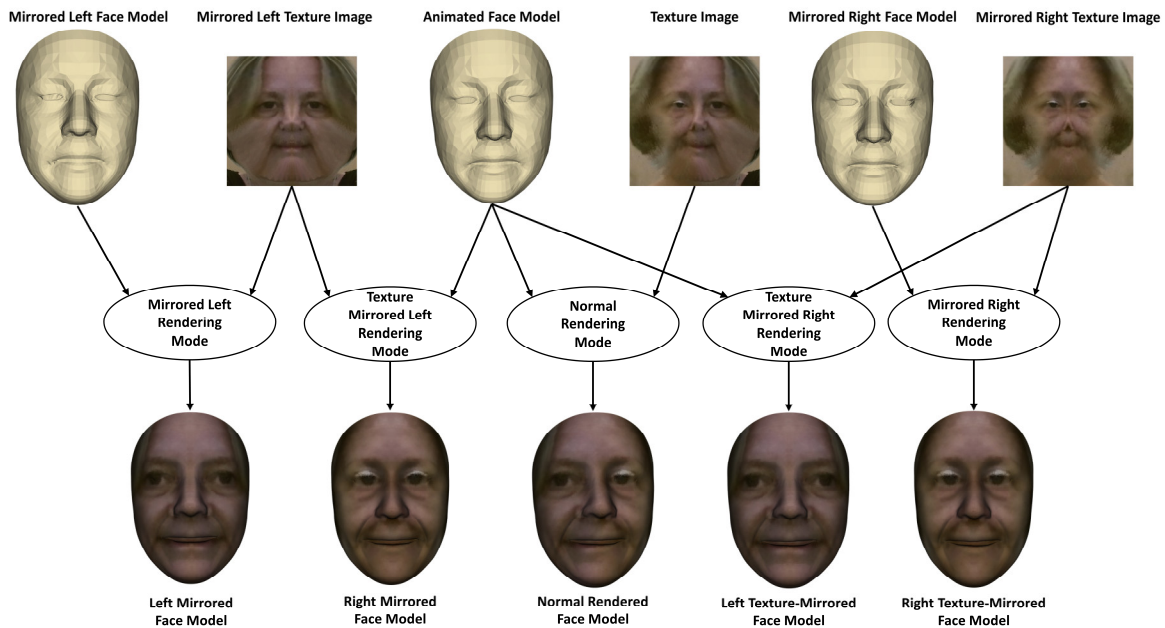 Mirrored Left Face Model
Mirrored Left Texture Image
Animated Face Model
Texture Image
Mirrored Right Face Model
Mirrored Right Texture Image
Mirrored Left
Rendering
Mode
Texture
Mirrored Left
Rendering
Mode
Normal
Rendering
Mode
Texture
Mirrored Right
Rendering
Mode
Mirrored Right
Rendering
Mode
Left Mirrored
Face Model
Right Mirrored
Face Model
Normal Rendered
Face Model
Left Texture-Mirrored
Face Model
Right Texture-Mirrored
Face Model